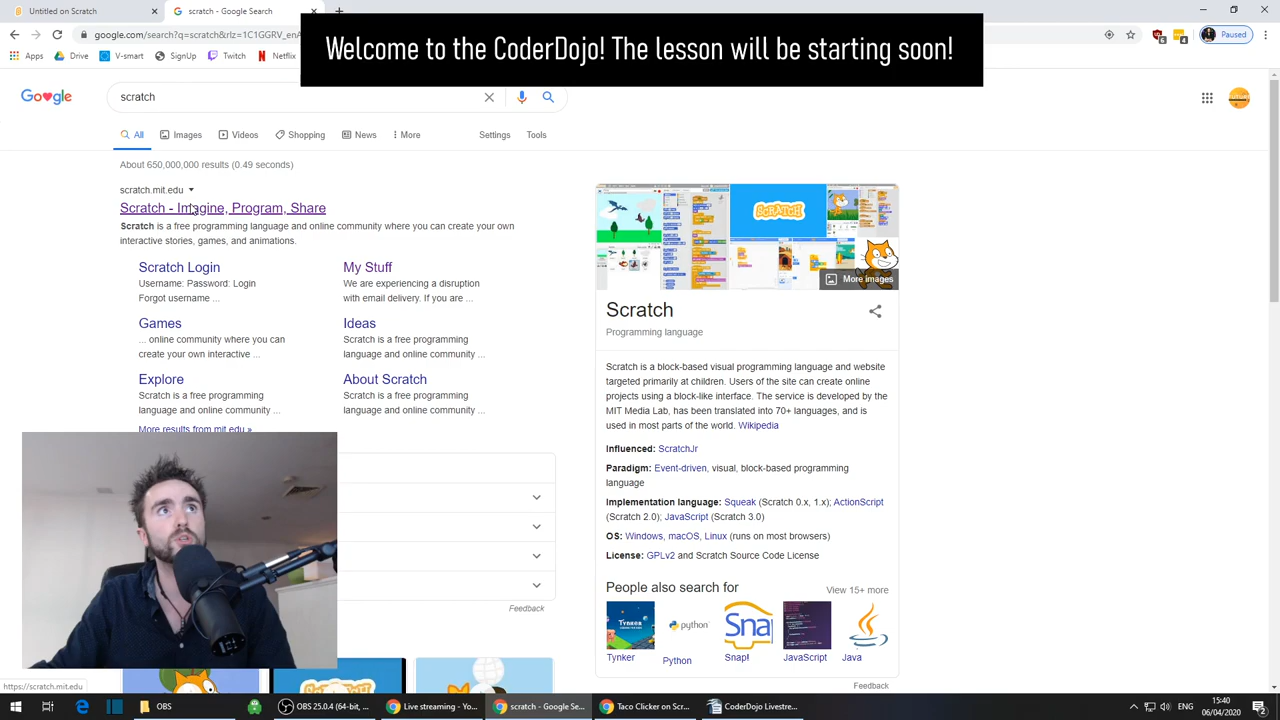 scratch - Google Search
Welcome to the CoderDojo! The lesson will be starting soon!
Paused
Apps
Drive
V-smart
SignUp
Twitch
Netflix
scratch
All
Images
Videos
Shopping
News
More
Settings
Tools
About 650,000,000 results (0.49 seconds)
scratch.mit.edu
Scratch - Imagine, Program, Share
Scratch is a free programming language and online community where you can create your own
interactive stories, games, and animations.
Scratch Login
Username: Password: Login
Forgot username ...
My Stuff
We are experiencing a disruption
with email delivery. If you are ...
Games
... online community where you can
create your own interactive ...
Ideas
Scratch is a free programming
language and online community ...
Explore
Scratch is a free programming
language and online community ...
About Scratch
Scratch is a free programming
language and online community ...
More results from mit.edu »
Feedback
SCRATCH
More images
Scratch
Programming language
Scratch is a block-based visual programming language and website
targeted primarily at children. Users of the site can create online
projects using a block-like interface. The service is developed by the
MIT Media Lab, has been translated into 70+ languages, and is
used in most parts of the world. Wikipedia
Influenced: ScratchJr
Paradigm: Event-driven, visual, block-based programming
language
Implementation language: Squeak (Scratch 0.x, 1.x); ActionScript
(Scratch 2.0); JavaScript (Scratch 3.0)
OS: Windows, macOS, Linux (runs on most browsers)
License: GPLv2 and Scratch Source Code License
People also search for
View 15+ more
TYNKER
python
Sna
Java
Tynker
Python
Snap!
JavaScript
Java
Feedback
https://scratch.mit.edu
OBS
OBS 25.0.4 (64-bit, ...
Live streaming - Yo...
scratch - Google Se...
Taco Clicker on Scr...
CoderDojo Livestre...
ENG
15:40
06/04/2020